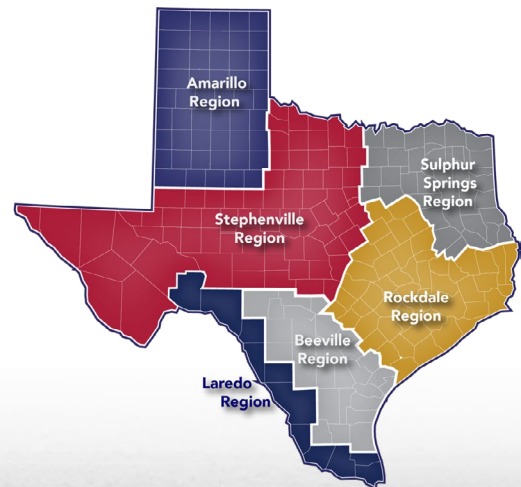 Amarillo
Region
Sulphur
Springs
Region
Stephenville
Region
Rockdale
Region
Beeville
Region
Laredo
Region